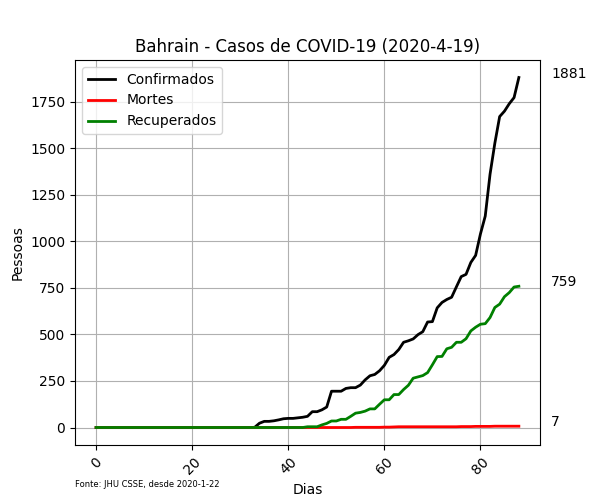 Bahrain - Casos de COVID-19 (2020-4-19)
Confirmados
Mortes
Recuperados
1881
759
7
Pessoas
1750
1500
1250
1000
750
500
250
0
0
20
40
60
80
Dias
Fonte: JHU CSSE, desde 2020-1-22